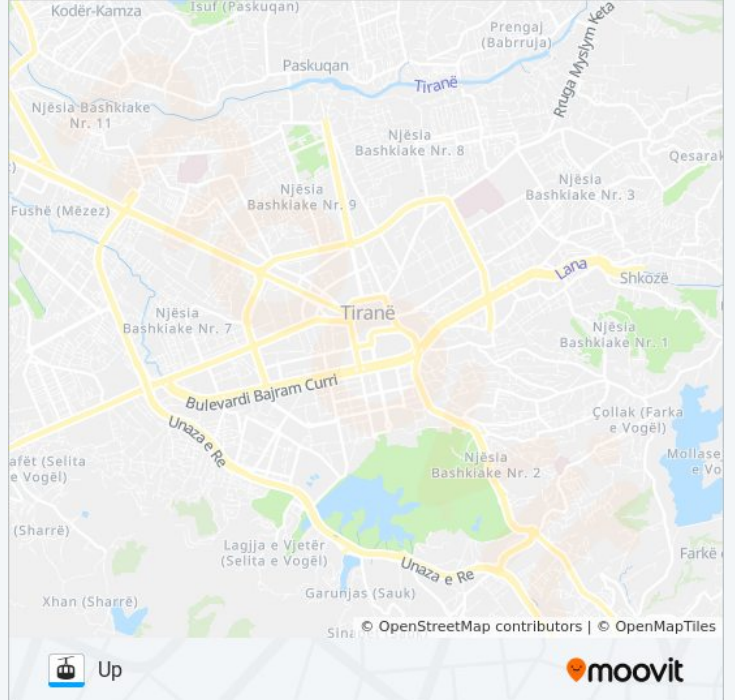 Isuf (Paskuqan)
Kodër-Kamza
Prengaj
(Babrruja)
Rruga Myslym Keta
Paskuqan
Tiranë
Njësia Bashkiake
Nr. 11
Njësia
Bashkiake Nr. 8
Qesarak
)
Njësia
Bashkiake Nr. 9
Njësia
Bashkiake Nr. 3
Fushë (Mëzez)
Lana
Shkozë
Njësia
Bashkiake Nr. 7
Tiranë
Njësia
Bashkiake Nr. 1
Bulevardi Bajram Curri
Çollak (Farka
e Vogël)
Unaza e Re
Mollase
e Vo
afët (Selita
e Vogël)
Njësia
Bashkiake Nr. 2
(Sharrë)
Lagjja e Vjetër
(Selita e Vogël)
Farkë
Unaza e Re
Garunjas (Sauk)
Xhan (Sharrë)
© OpenStreetMap contributors | © OpenMapTiles
Up
moovit